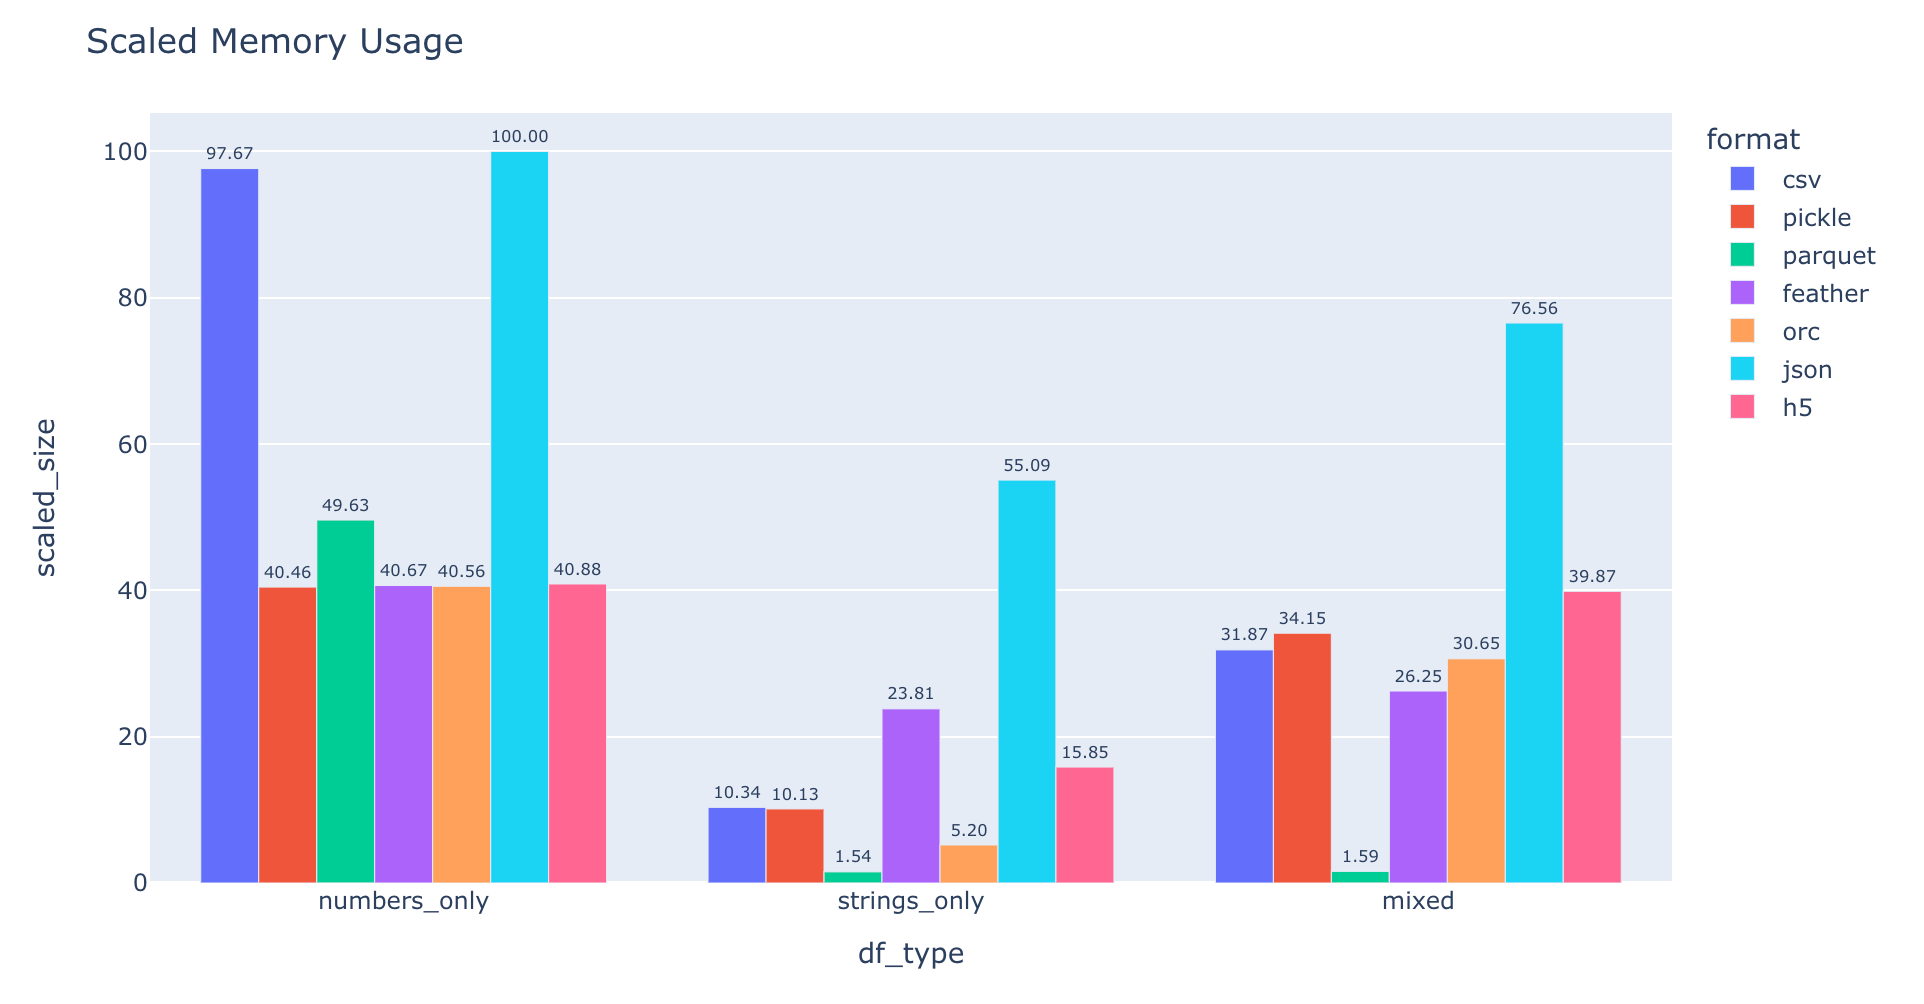 Scaled Memory Usage
format
csv
pickle
parquet
feather
orc
json
h5
scaled_size
100
80
60
40
20
0
97.67
40.46
49.63
40.67
40.56
100.00
40.88
10.34
10.13
1.54
23.81
5.20
55.09
15.85
31.87
34.15
1.59
26.25
30.65
76.56
39.87
numbers_only
strings_only
mixed
df_type